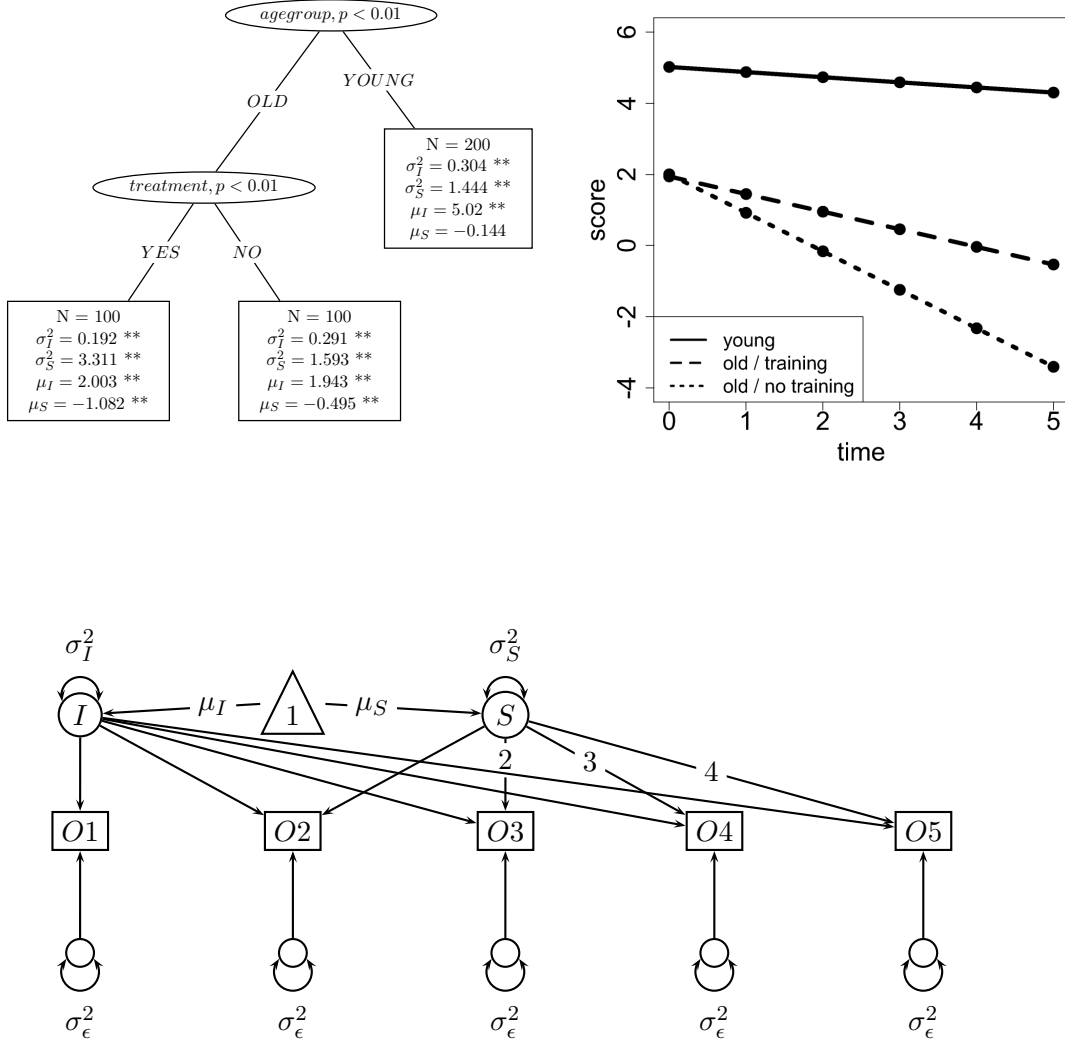 agegroup, p < 0.01
OLD
YOUNG
N = 200
σ²_I = 0.304 **
σ²_S = 1.444 **
μ_I = 5.02 **
μ_S = −0.144
treatment, p < 0.01
YES
NO
N = 100
σ²_I = 0.192 **
σ²_S = 3.311 **
μ_I = 2.003 **
μ_S = −1.082 **
N = 100
σ²_I = 0.291 **
σ²_S = 1.593 **
μ_I = 1.943 **
μ_S = −0.495 **
score
6
4
2
0
-2
-4
young
old / training
old / no training
0 1 2 3 4 5
time
σ²_I σ²_S
I μ_I 1 μ_S S
2 3 4
O1 O2 O3 O4 O5
σ²_ϵ σ²_ϵ σ²_ϵ σ²_ϵ σ²_ϵ